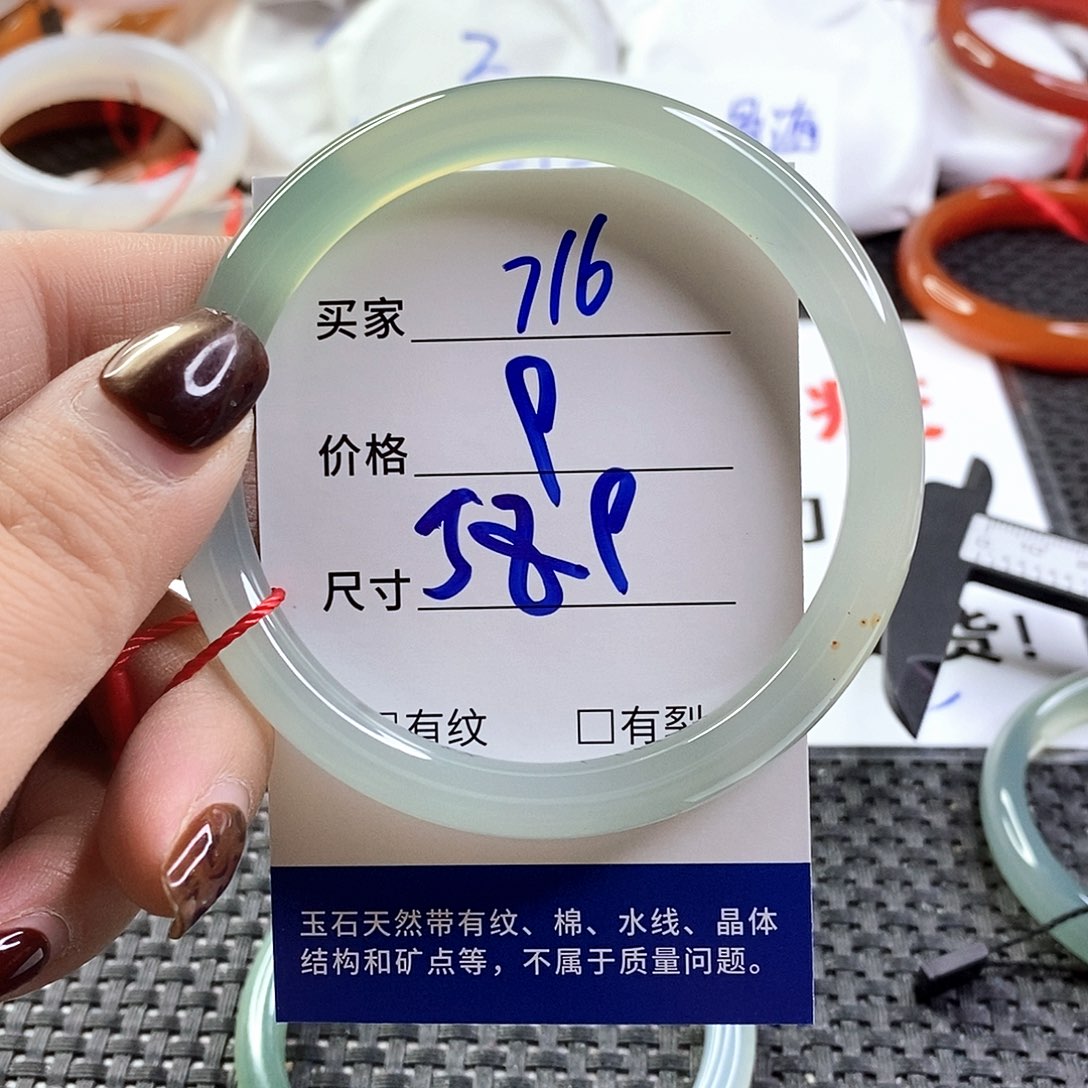 买家 716
价格 P
尺寸 58 P
有纹 □有裂
玉石天然带有纹、棉、水线、晶体
结构和矿点等，不属于质量问题。